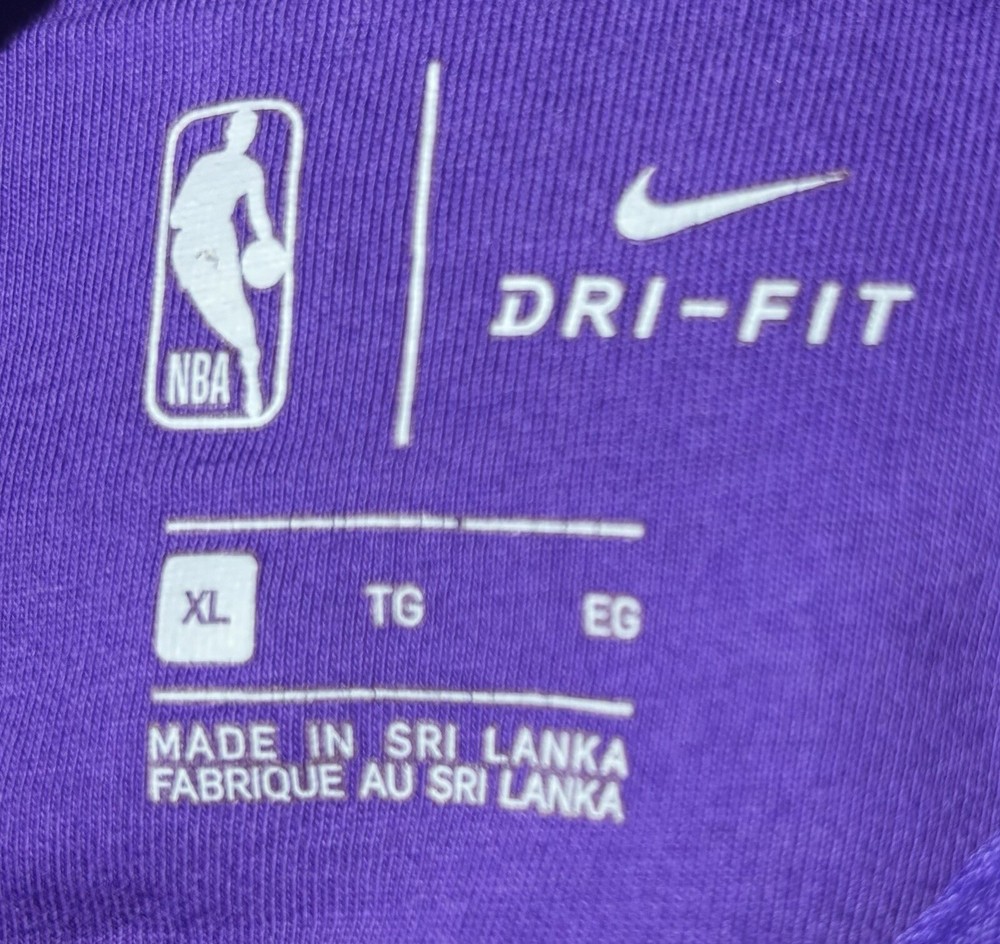 NBA
DRI-FIT
XL TG EG
MADE IN SRI LANKA
FABRIQUE AU SRI LANKA